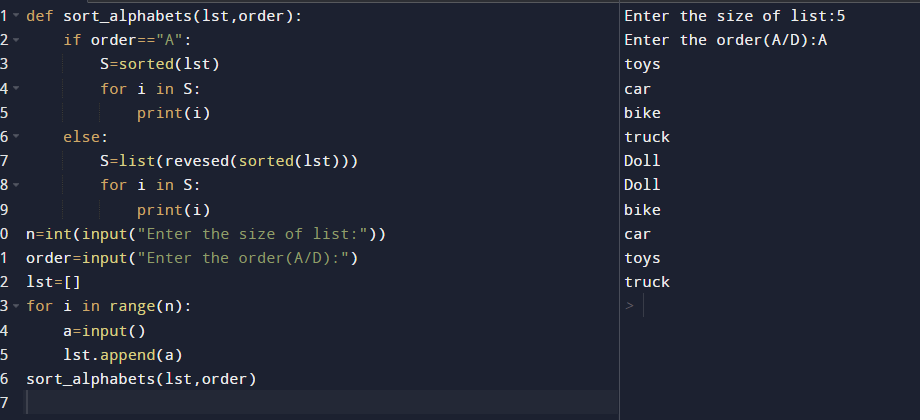 1 def sort_alphabets(lst,order):
2     if order=="A":
3         S=sorted(lst)
4         for i in S:
5             print(i)
6     else:
7         S=list(revesed(sorted(lst)))
8         for i in S:
9             print(i)
0 n=int(input("Enter the size of list:"))
1 order=input("Enter the order(A/D):")
2 lst=[]
3 for i in range(n):
4     a=input()
5     lst.append(a)
6 sort_alphabets(lst,order)
7
Enter the size of list:5
Enter the order(A/D):A
toys
car
bike
truck
Doll
Doll
bike
car
toys
truck
>